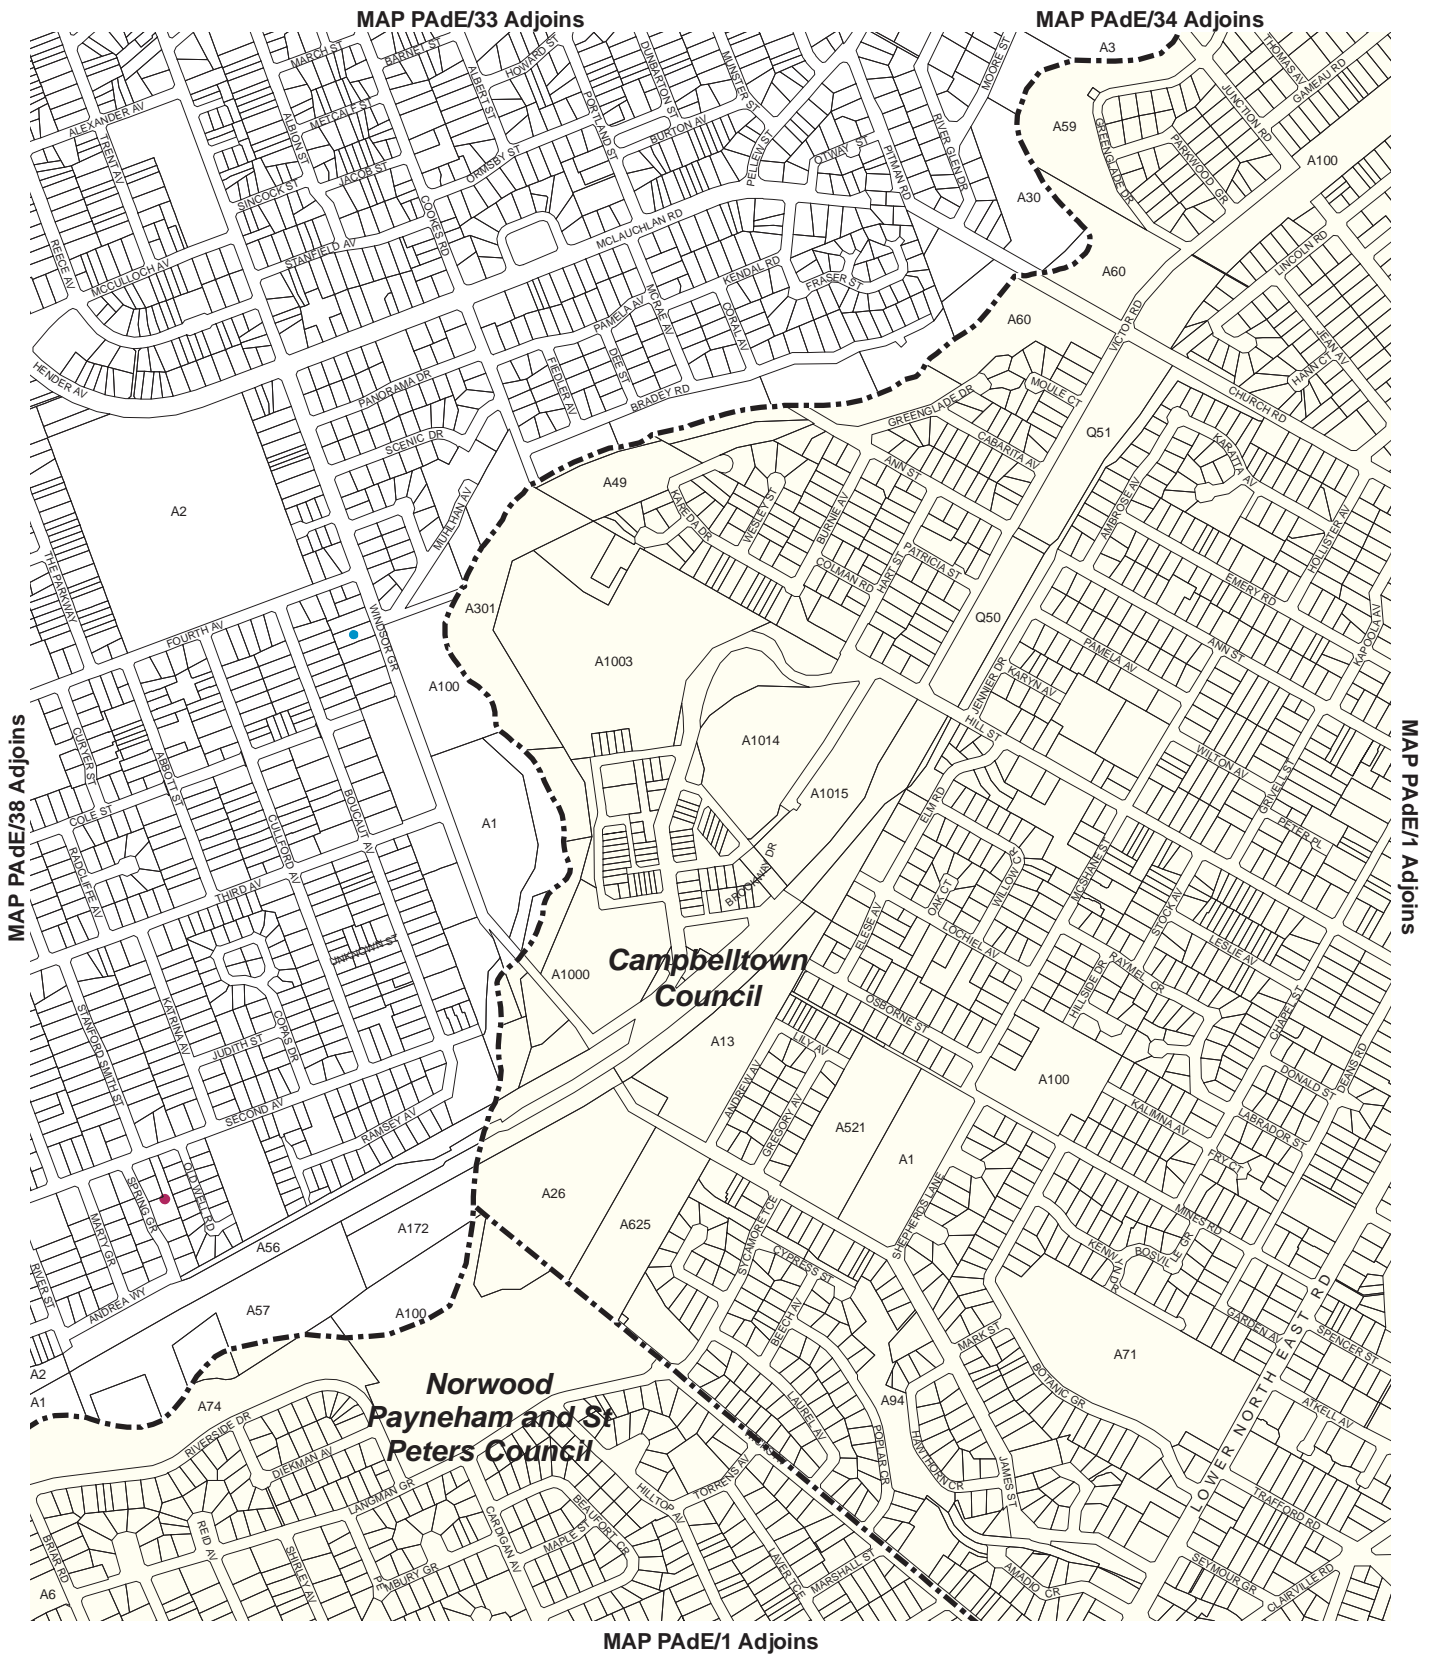 MAP PAdE/33 Adjoins
MAP PAdE/34 Adjoins
MAP PAdE/38 Adjoins
MAP PAdE/1 Adjoins
A3
MARCH ST
BARNET ST
HOWARD ST
DUNBARTON ST
MUNSTER ST
MOORE ST
THOMAS AV
GAMEAU RD
JUNCTION RD
ALEXANDER AV
TRENT AV
METCALF ST
ALBION ST
ALBERT ST
PORTLAND ST
BURTON AV
PELLEW ST
OTWAY ST
PITMAN RD
RIVER GLEN DR
A59
GREENGLADE DR
PARKWOOD GR
A100
SINCOCK ST
JACOB ST
ORMSBY ST
COOKES RD
A30
REECE AV
MCCULLOCH AV
STANFIELD AV
MCLAUCHLAN RD
KENDAL RD
FRASER ST
A60
LINCOLN RD
HENDER AV
PAMELA AV
MCRAE AV
CORAL AV
A60
VICTOR RD
JEAN AV
HANN CT
PANORAMA DR
FIEDLER AV
DEE ST
BRADEY RD
GREENGLADE DR
MOULE CT
CHURCH RD
SCENIC DR
CABARITA AV
Q51
KARATTA AV
A2
A49
ANN ST
MUHLHAN AV
KAREDA DR
WESLEY ST
BURNIE AV
AMBROSE AV
HOLLISTER AV
THE PARKWAY
COLMAN RD
HART ST
PATRICIA ST
EMERY RD
FOURTH AV
WINDSOR GR
A301
Q50
KAPOOLA AV
A1003
PAMELA AV
ANN ST
A100
JENNIER DR
KARYN AV
CURYER ST
ABBOTT ST
A1014
HILL ST
WILTON AV
COLE ST
CULFORD AV
BOUCAUT AV
A1
A1015
ELM RD
GRIVELL ST
PETER PL
RADCLIFFE AV
THIRD AV
BROOKWAY DR
OAK CT
WILLOW CR
MCSHANE ST
STOCK AV
UNKNOWN ST
ELESE AV
LOCHIEL AV
LESLIE AV
A1000
Campbelltown
Council
RAYMEL CR
HILLSIDE DR
STANFORD SMITH ST
KATRINA AV
JUDITH ST
COPAS DR
OSBORNE ST
CHAPEL ST
A13
LILY AV
DEANS RD
A100
DONALD ST
ANDREW AV
SECOND AV
RAMSEY AV
GREGORY AV
A521
KALIMNA AV
LABRADOR ST
A1
FRY CT
SPRING GR
OLD WELL RD
A26
A625
SHEPHERDS LANE
MINES RD
MARTY GR
A172
A56
SYCAMORE TCE
CYPRESS ST
KENWYN DR
BOSVILE GR
RIVER ST
ANDREA WY
A57
A100
BEECH AV
MARK ST
GARDEN AV
SPENCER ST
A71
LOWER NORTH EAST RD
A2
A1
A74
Norwood
Payneham and St
Peters Council
BOTANIC GR
A94
LAUREL AV
ATKELL AV
RIVERSIDE DR
DIEKMAN AV
POPLAR CR
HAWTHORN CR
LANGMAN GR
TORRENS AV
HILLTOP AV
JAMES ST
TRAFFORD RD
BRIAR RD
REID AV
CARDIGAN AV
BEAUFORT CR
MAPLE ST
SHIRLEY AV
PEMBURY GR
LAVER TCE
MARSHALL ST
AMADIO CR
SEYMOUR GR
CLAIRVILLE RD
A6
MAP PAdE/1 Adjoins